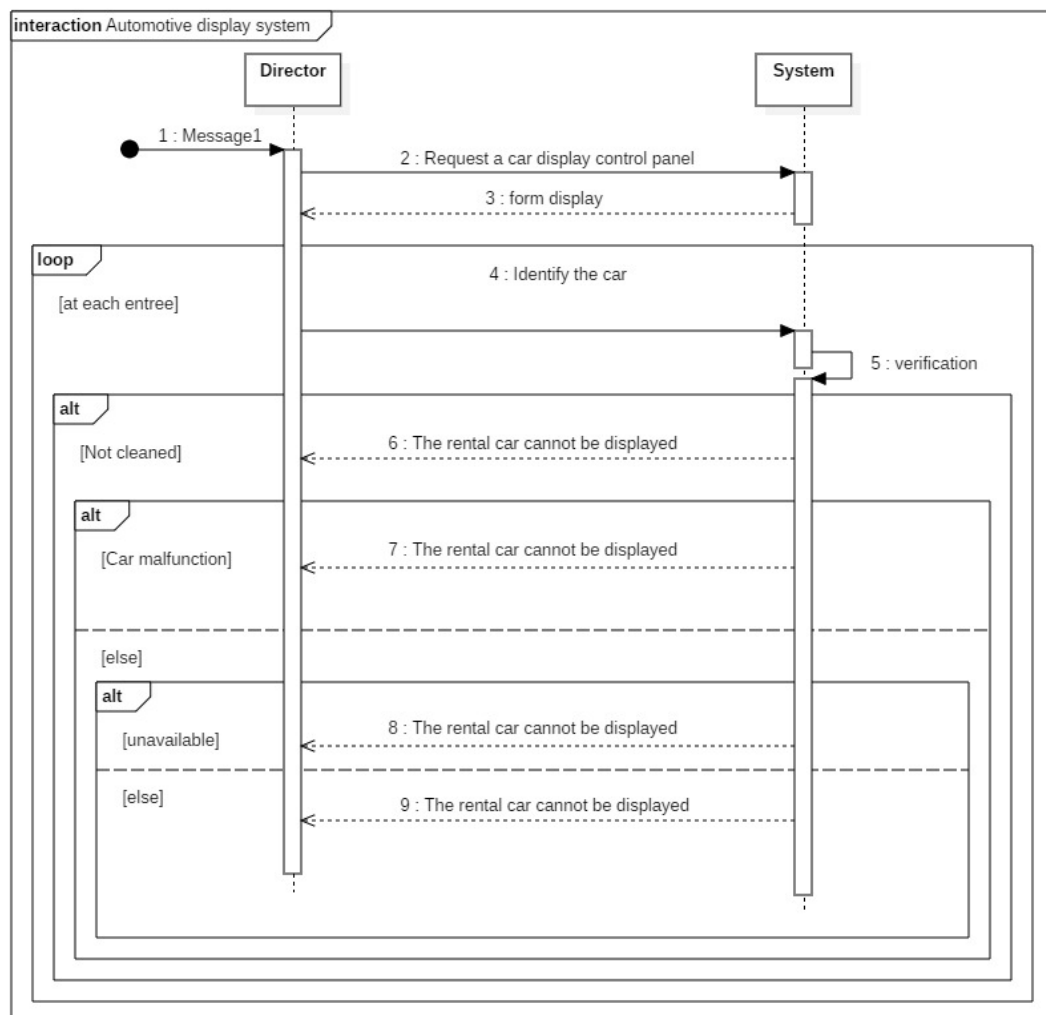 interaction Automotive display system
Director
System
1 : Message1
2 : Request a car display control panel
3 : form display
loop
4 : Identify the car
[at each entree]
5 : verification
alt
[Not cleaned]
6 : The rental car cannot be displayed
alt
[Car malfunction]
7 : The rental car cannot be displayed
[else]
alt
[unavailable]
8 : The rental car cannot be displayed
[else]
9 : The rental car cannot be displayed